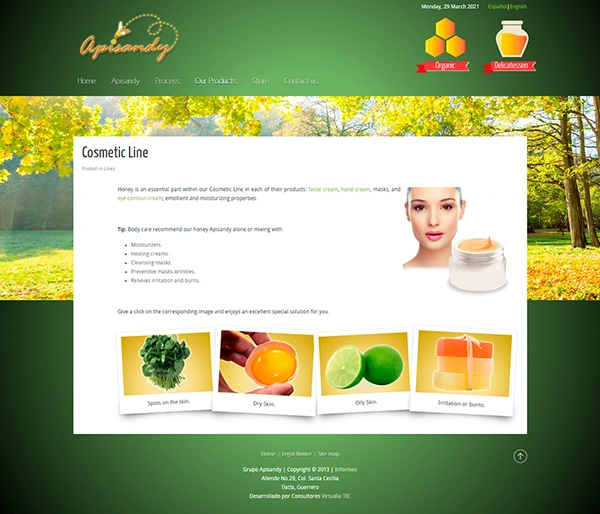 Monday, 29 March 2021 Español|English
Apisandy
Organic Delicatessen
Home Apisandy Process Our Products Store Contact us
Cosmetic Line
Posted in Lines
Honey is an essential part within our Cosmetic Line in each of their products: facial cream, hand cream, masks, and
eye contour cream, emollient and moisturizing properties.
Tip: Body care recommend our honey Apisandy alone or mixing with:
• Moisturizers.
• Healing creams.
• Cleansing masks.
• Preventive masks wrinkles.
• Relieves irritation and burns.
Give a click on the corresponding image and enjoys an excellent special solution for you.
Spots on the skin.
Dry Skin.
Oily Skin.
Irritation or burns.
Home | Legal Notice | Site map
Grupo Apisandy | Copyright © 2013 | Informes
Allende No.29, Col. Santa Cecilia
Tixtla, Guerrero
Desarrollado por Consultores Virtualia TIC